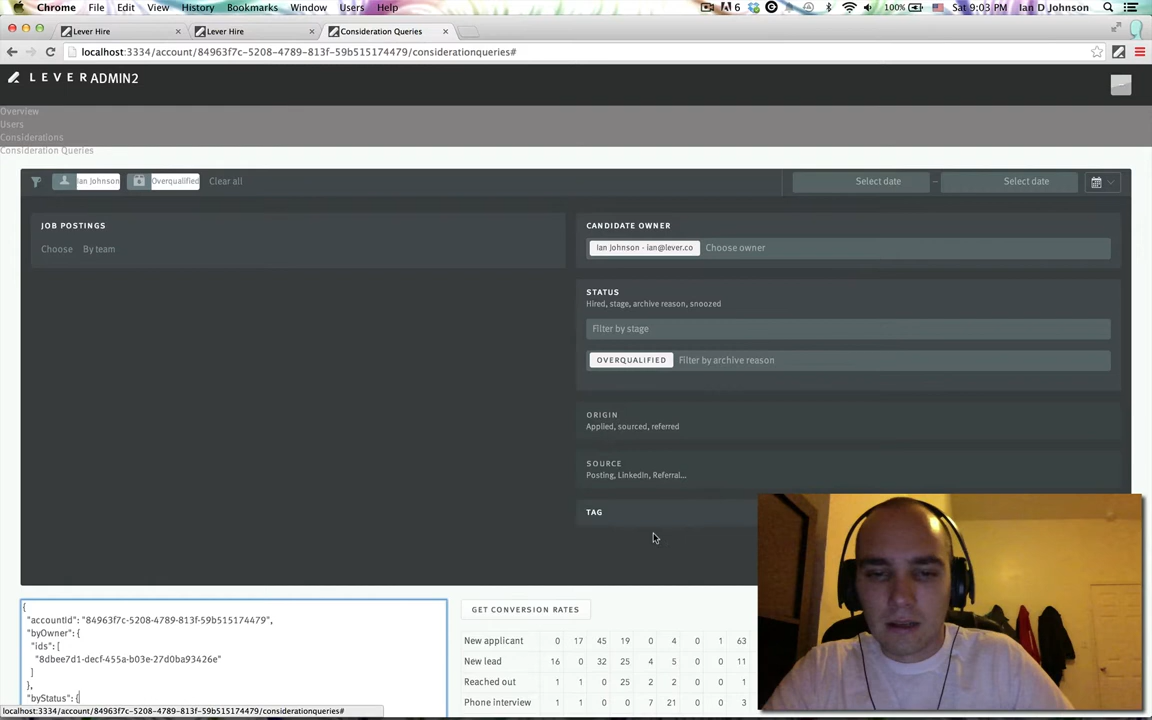 Chrome File Edit View History Bookmarks Window Users Help
6
100% Sat 9:03 PM Ian D Johnson
Lever Hire
Lever Hire
Consideration Queries
localhost:3334/account/84963f7c-5208-4789-813f-59b515174479/considerationqueries#
LEVER ADMIN2
Overview
Users
Considerations
Consideration Queries
Ian Johnson
Overqualified
Clear all
Select date – Select date
JOB POSTINGS
Choose By team
CANDIDATE OWNER
Ian Johnson - ian@lever.co Choose owner
STATUS
Hired, stage, archive reason, snoozed
Filter by stage
OVERQUALIFIED Filter by archive reason
ORIGIN
Applied, sourced, referred
SOURCE
Posting, LinkedIn, Referral...
TAG
{
"accountId": "84963f7c-5208-4789-813f-59b515174479",
"byOwner": {
"ids": [
"8dbee7d1-decf-455a-b03e-27d0ba93426e"
]
},
"byStatus": {
GET CONVERSION RATES
New applicant 0 17 45 19 0 4 0 1 63
New lead 16 0 32 25 4 5 0 0 11
Reached out 1 1 0 25 2 2 0 0 1
Phone interview 1 1 0 0 7 21 0 0 3
localhost:3334/account/84963f7c-5208-4789-813f-59b515174479/considerationqueries#